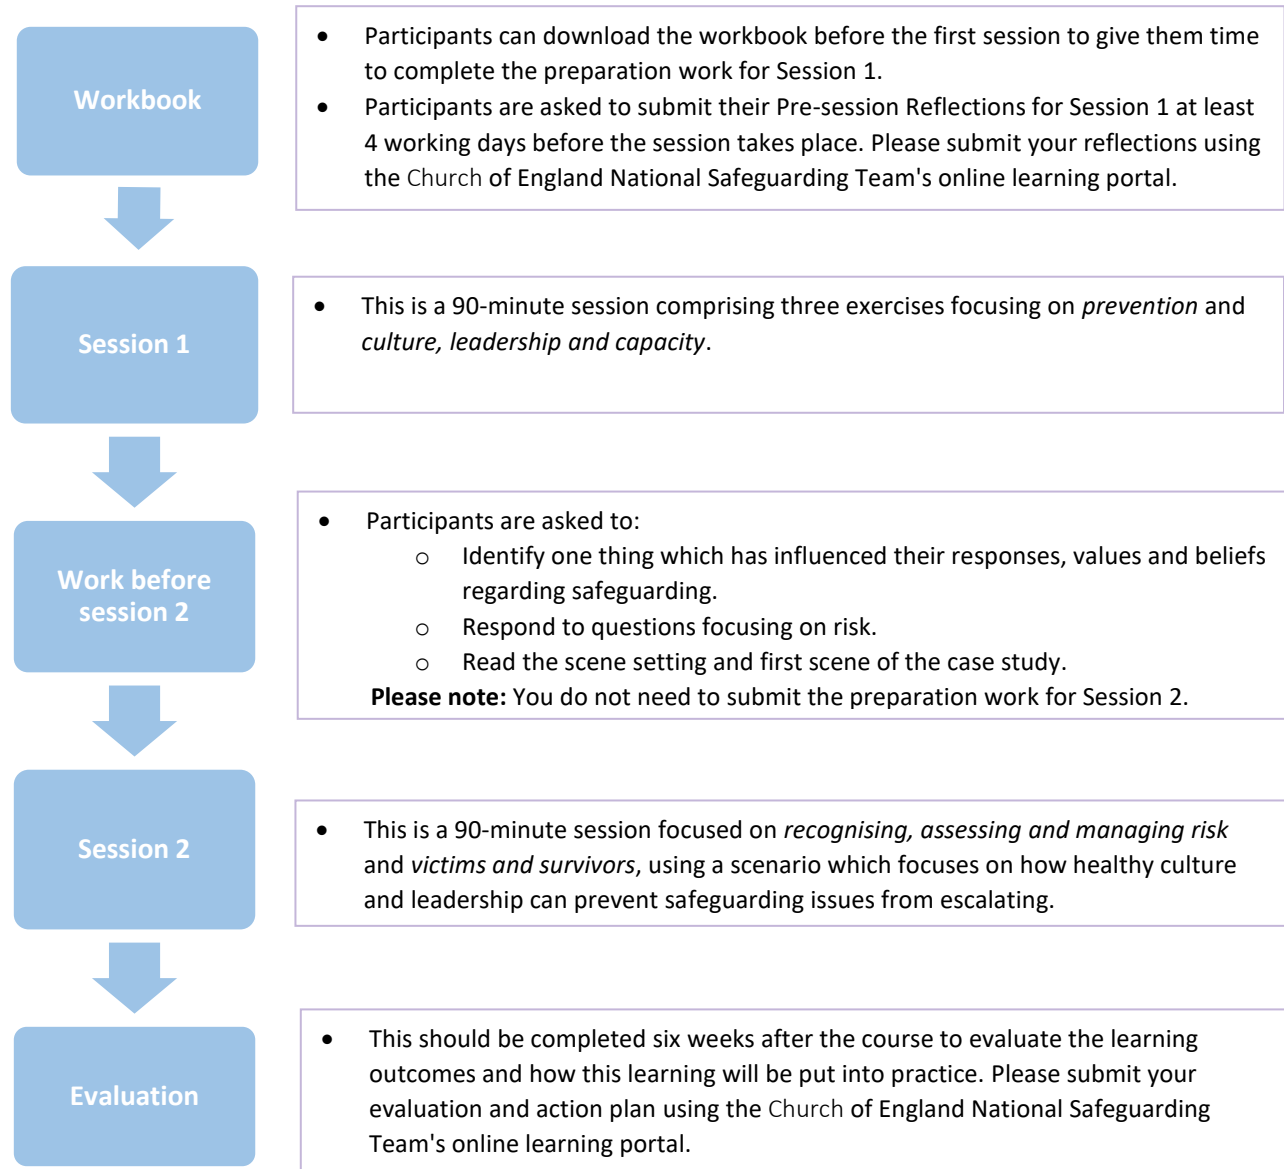 Workbook
• Participants can download the workbook before the first session to give them time
to complete the preparation work for Session 1.
• Participants are asked to submit their Pre-session Reflections for Session 1 at least
4 working days before the session takes place. Please submit your reflections using
the Church of England National Safeguarding Team's online learning portal.
Session 1
• This is a 90-minute session comprising three exercises focusing on prevention and
culture, leadership and capacity.
Work before
session 2
• Participants are asked to:
o Identify one thing which has influenced their responses, values and beliefs
regarding safeguarding.
o Respond to questions focusing on risk.
o Read the scene setting and first scene of the case study.
Please note: You do not need to submit the preparation work for Session 2.
Session 2
• This is a 90-minute session focused on recognising, assessing and managing risk
and victims and survivors, using a scenario which focuses on how healthy culture
and leadership can prevent safeguarding issues from escalating.
Evaluation
• This should be completed six weeks after the course to evaluate the learning
outcomes and how this learning will be put into practice. Please submit your
evaluation and action plan using the Church of England National Safeguarding
Team's online learning portal.